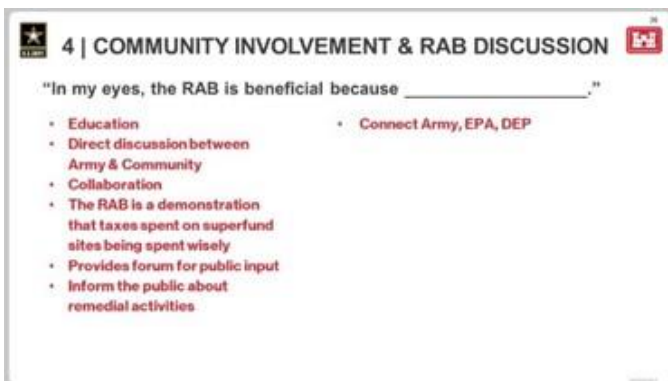 4 | COMMUNITY INVOLVEMENT & RAB DISCUSSION
"In my eyes, the RAB is beneficial because ____________________."
• Education
• Direct discussion between
Army & Community
• Collaboration
• The RAB is a demonstration
that taxes spent on superfund
sites being spent wisely
• Provides forum for public input
• Inform the public about
remedial activities
• Connect Army, EPA, DEP